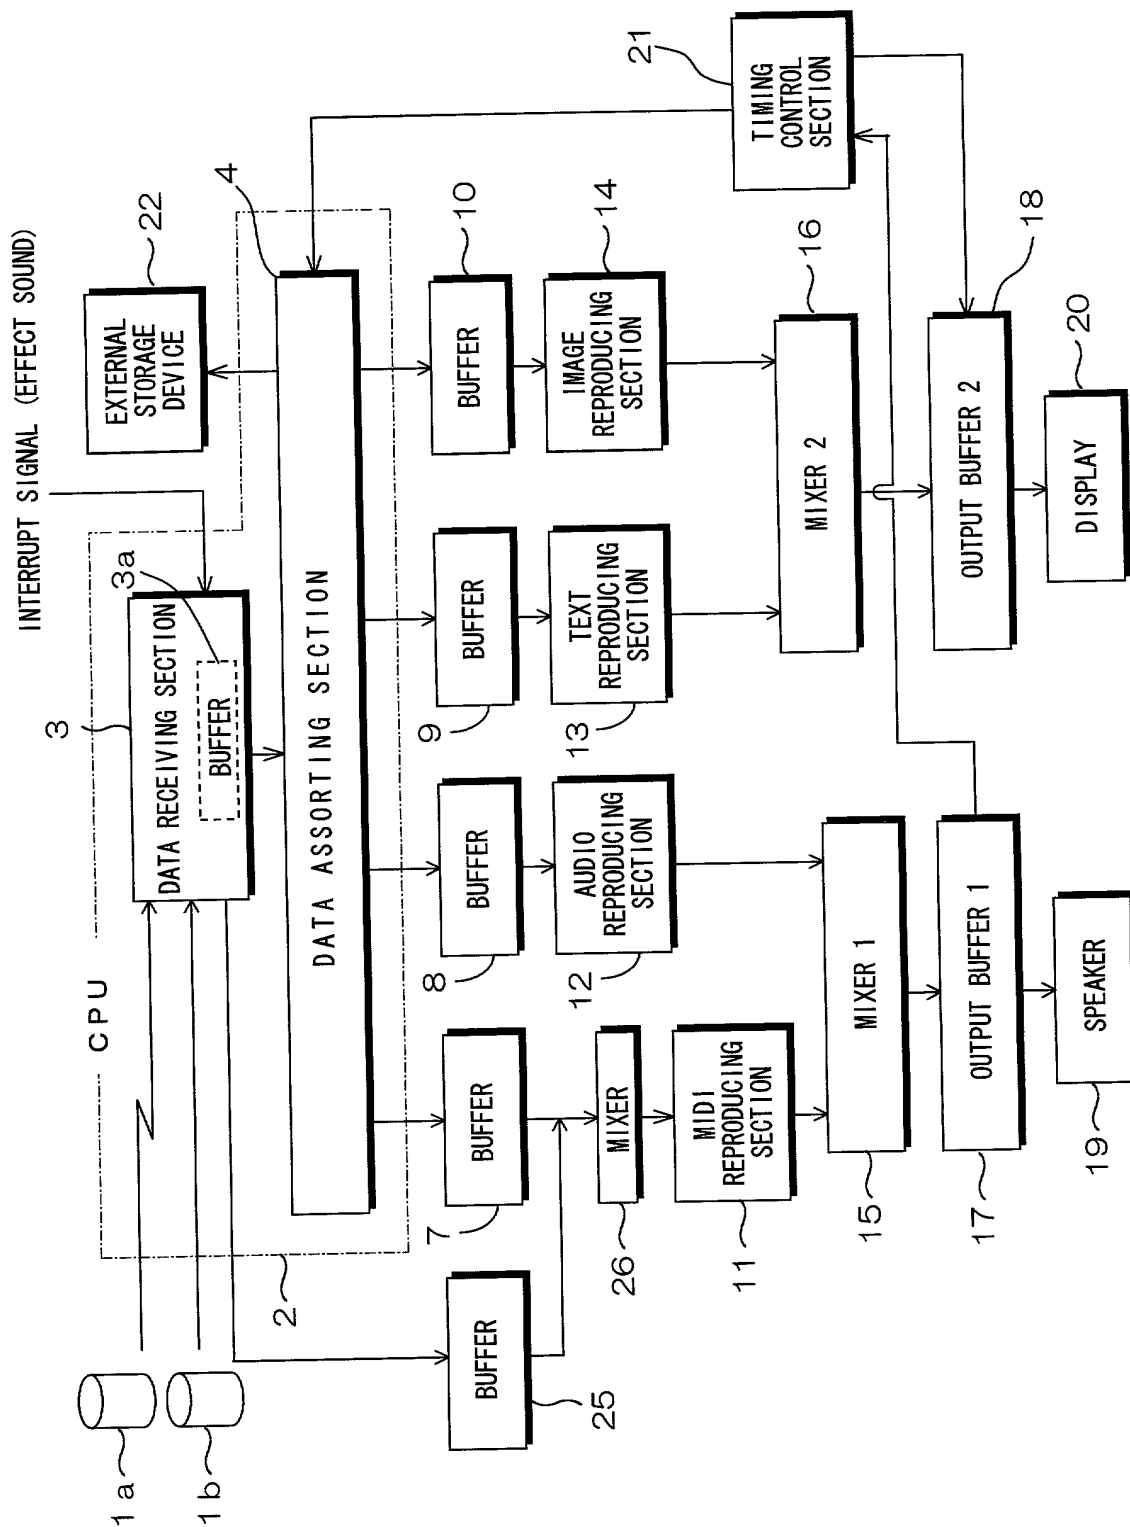 INTERRUPT SIGNAL (EFFECT SOUND)
CPU
1a
1b
2
3
DATA RECEIVING SECTION
BUFFER
3a
EXTERNAL
STORAGE
DEVICE
22
4
DATA ASSORTING SECTION
21
TIMING
CONTROL
SECTION
BUFFER
25
BUFFER
7
BUFFER
8
BUFFER
9
BUFFER
10
MIXER
26
MIDI
REPRODUCING
SECTION
11
AUDIO
REPRODUCING
SECTION
12
TEXT
REPRODUCING
SECTION
13
IMAGE
REPRODUCING
SECTION
14
MIXER 1
15
MIXER 2
16
OUTPUT BUFFER 1
17
OUTPUT BUFFER 2
18
SPEAKER
19
DISPLAY
20